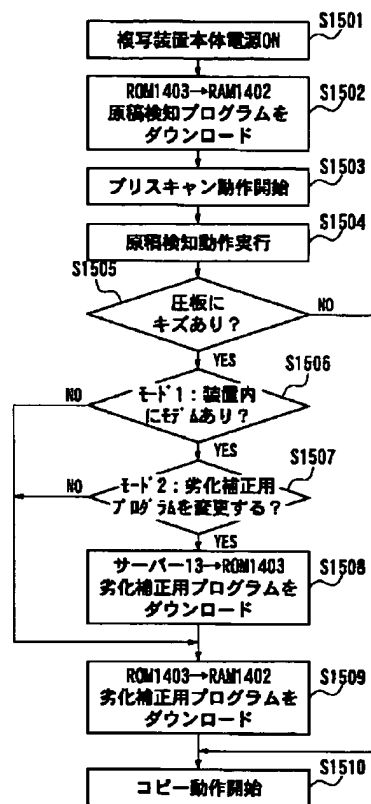 S1501
複写装置本体電源ON
S1502
ROM1403→RAM1402
原稿検知プログラムを
ダウンロード
S1503
プリスキャン動作開始
S1504
原稿検知動作実行
S1505
圧板に
キズあり?
NO
YES
S1506
モード1:装置内
にモデムあり?
NO
YES
S1507
モード2:劣化補正用
プログラムを変更する?
NO
YES
S1508
サーバー13→ROM1403
劣化補正用プログラムを
ダウンロード
S1509
ROM1403→RAM1402
劣化補正用プログラムを
ダウンロード
S1510
コピー動作開始